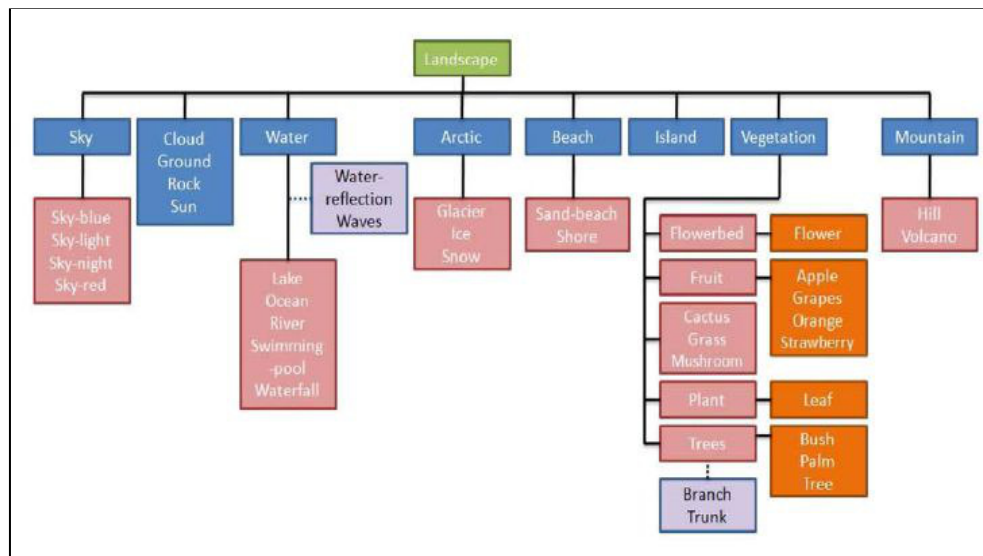 Landscape
Sky
Cloud
Ground
Rock
Sun
Water
Arctic
Beach
Island
Vegetation
Mountain
Sky-blue
Sky-light
Sky-night
Sky-red
Water-
reflection
Waves
Lake
Ocean
River
Swimming
-pool
Waterfall
Glacier
Ice
Snow
Sand-beach
Shore
Flowerbed
Flower
Fruit
Apple
Grapes
Orange
Strawberry
Cactus
Grass
Mushroom
Plant
Leaf
Trees
Bush
Palm
Tree
Branch
Trunk
Hill
Volcano